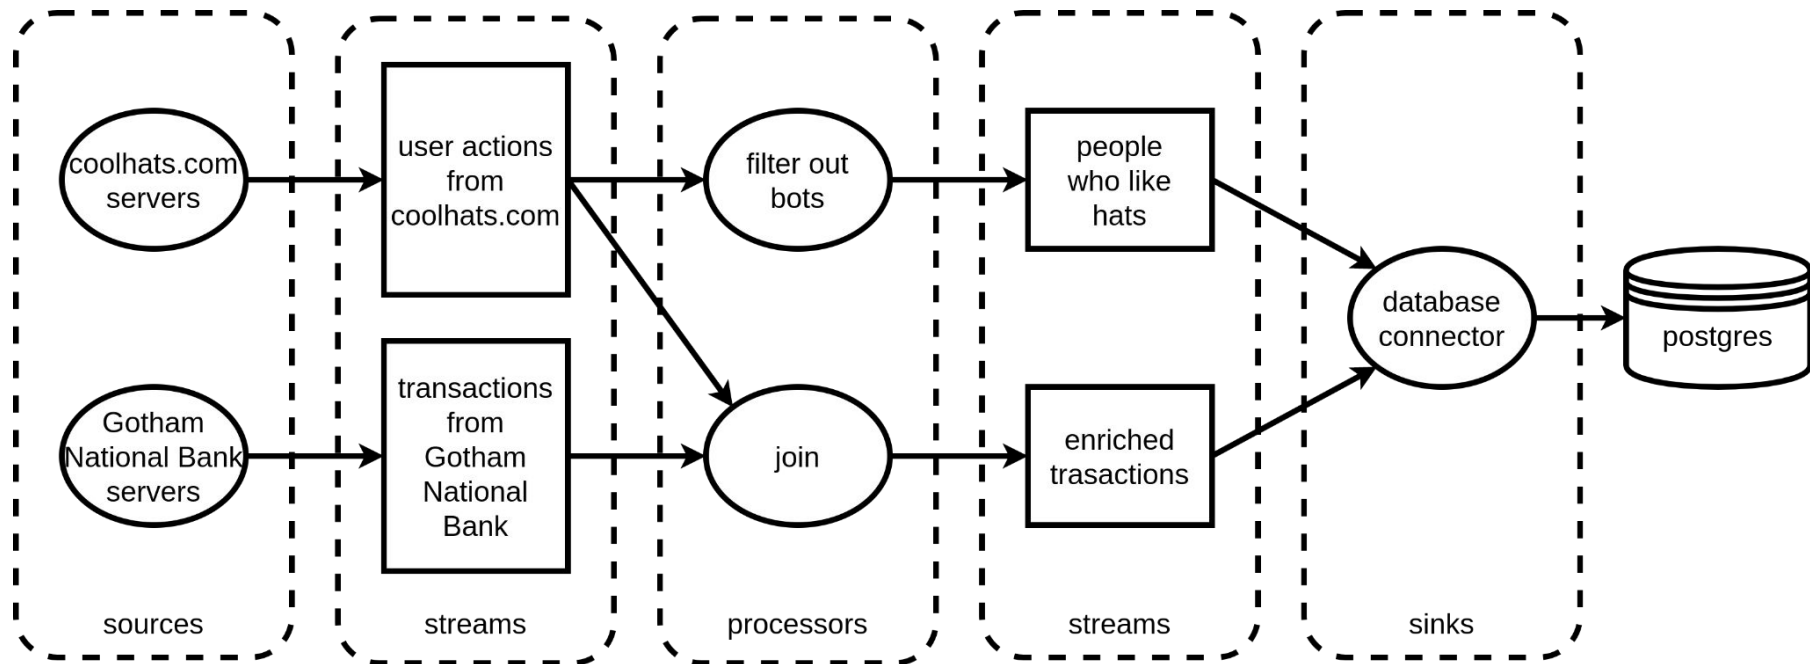 coolhats.com
servers
user actions
from
coolhats.com
filter out
bots
people
who like
hats
database
connector
postgres
Gotham
National Bank
servers
transactions
from
Gotham
National
Bank
join
enriched
trasactions
sources
streams
processors
streams
sinks